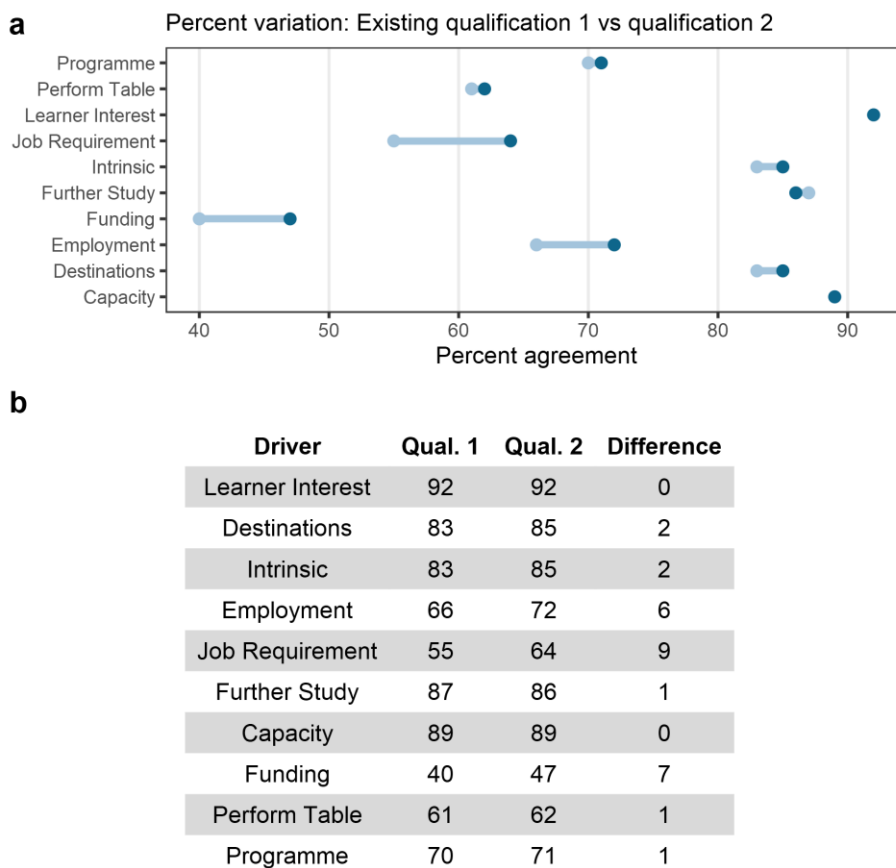 a
Percent variation: Existing qualification 1 vs qualification 2
Programme
Perform Table
Learner Interest
Job Requirement
Intrinsic
Further Study
Funding
Employment
Destinations
Capacity
40 50 60 70 80 90
Percent agreement
b
Driver Qual. 1 Qual. 2 Difference
Learner Interest 92 92 0
Destinations 83 85 2
Intrinsic 83 85 2
Employment 66 72 6
Job Requirement 55 64 9
Further Study 87 86 1
Capacity 89 89 0
Funding 40 47 7
Perform Table 61 62 1
Programme 70 71 1